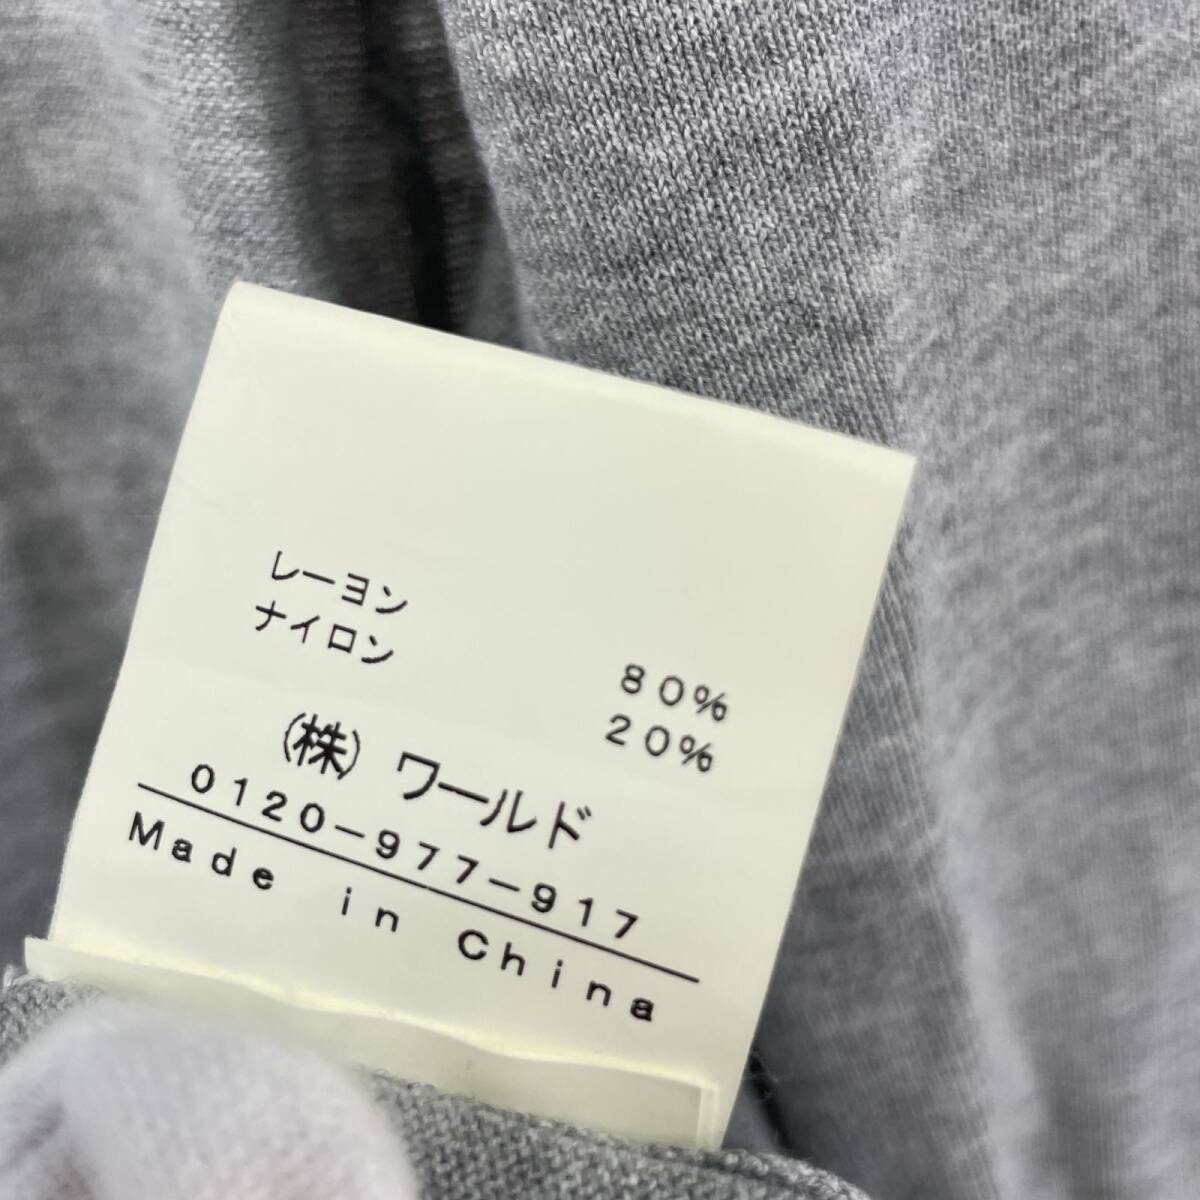 レーヨン 80%
ナイロン 20%
(株) ワールド
0120-977-917
Made in China